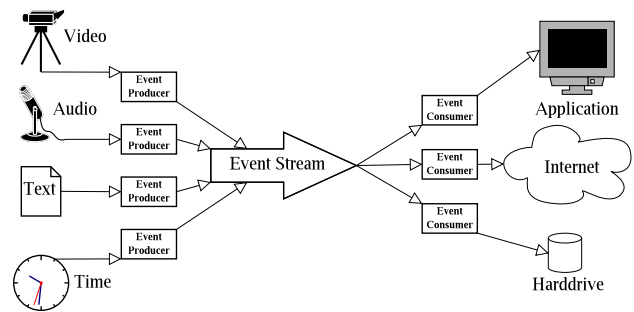 Video
Event
Producer
Audio
Event
Producer
Text
Event
Producer
Time
Event
Producer
Event Stream
Event
Consumer
Application
Event
Consumer
Internet
Event
Consumer
Harddrive